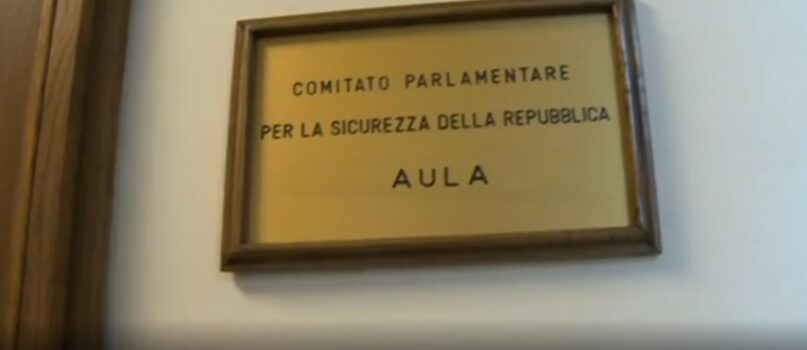 COMITATO PARLAMENTARE
PER LA SICUREZZA DELLA REPUBBLICA
AULA